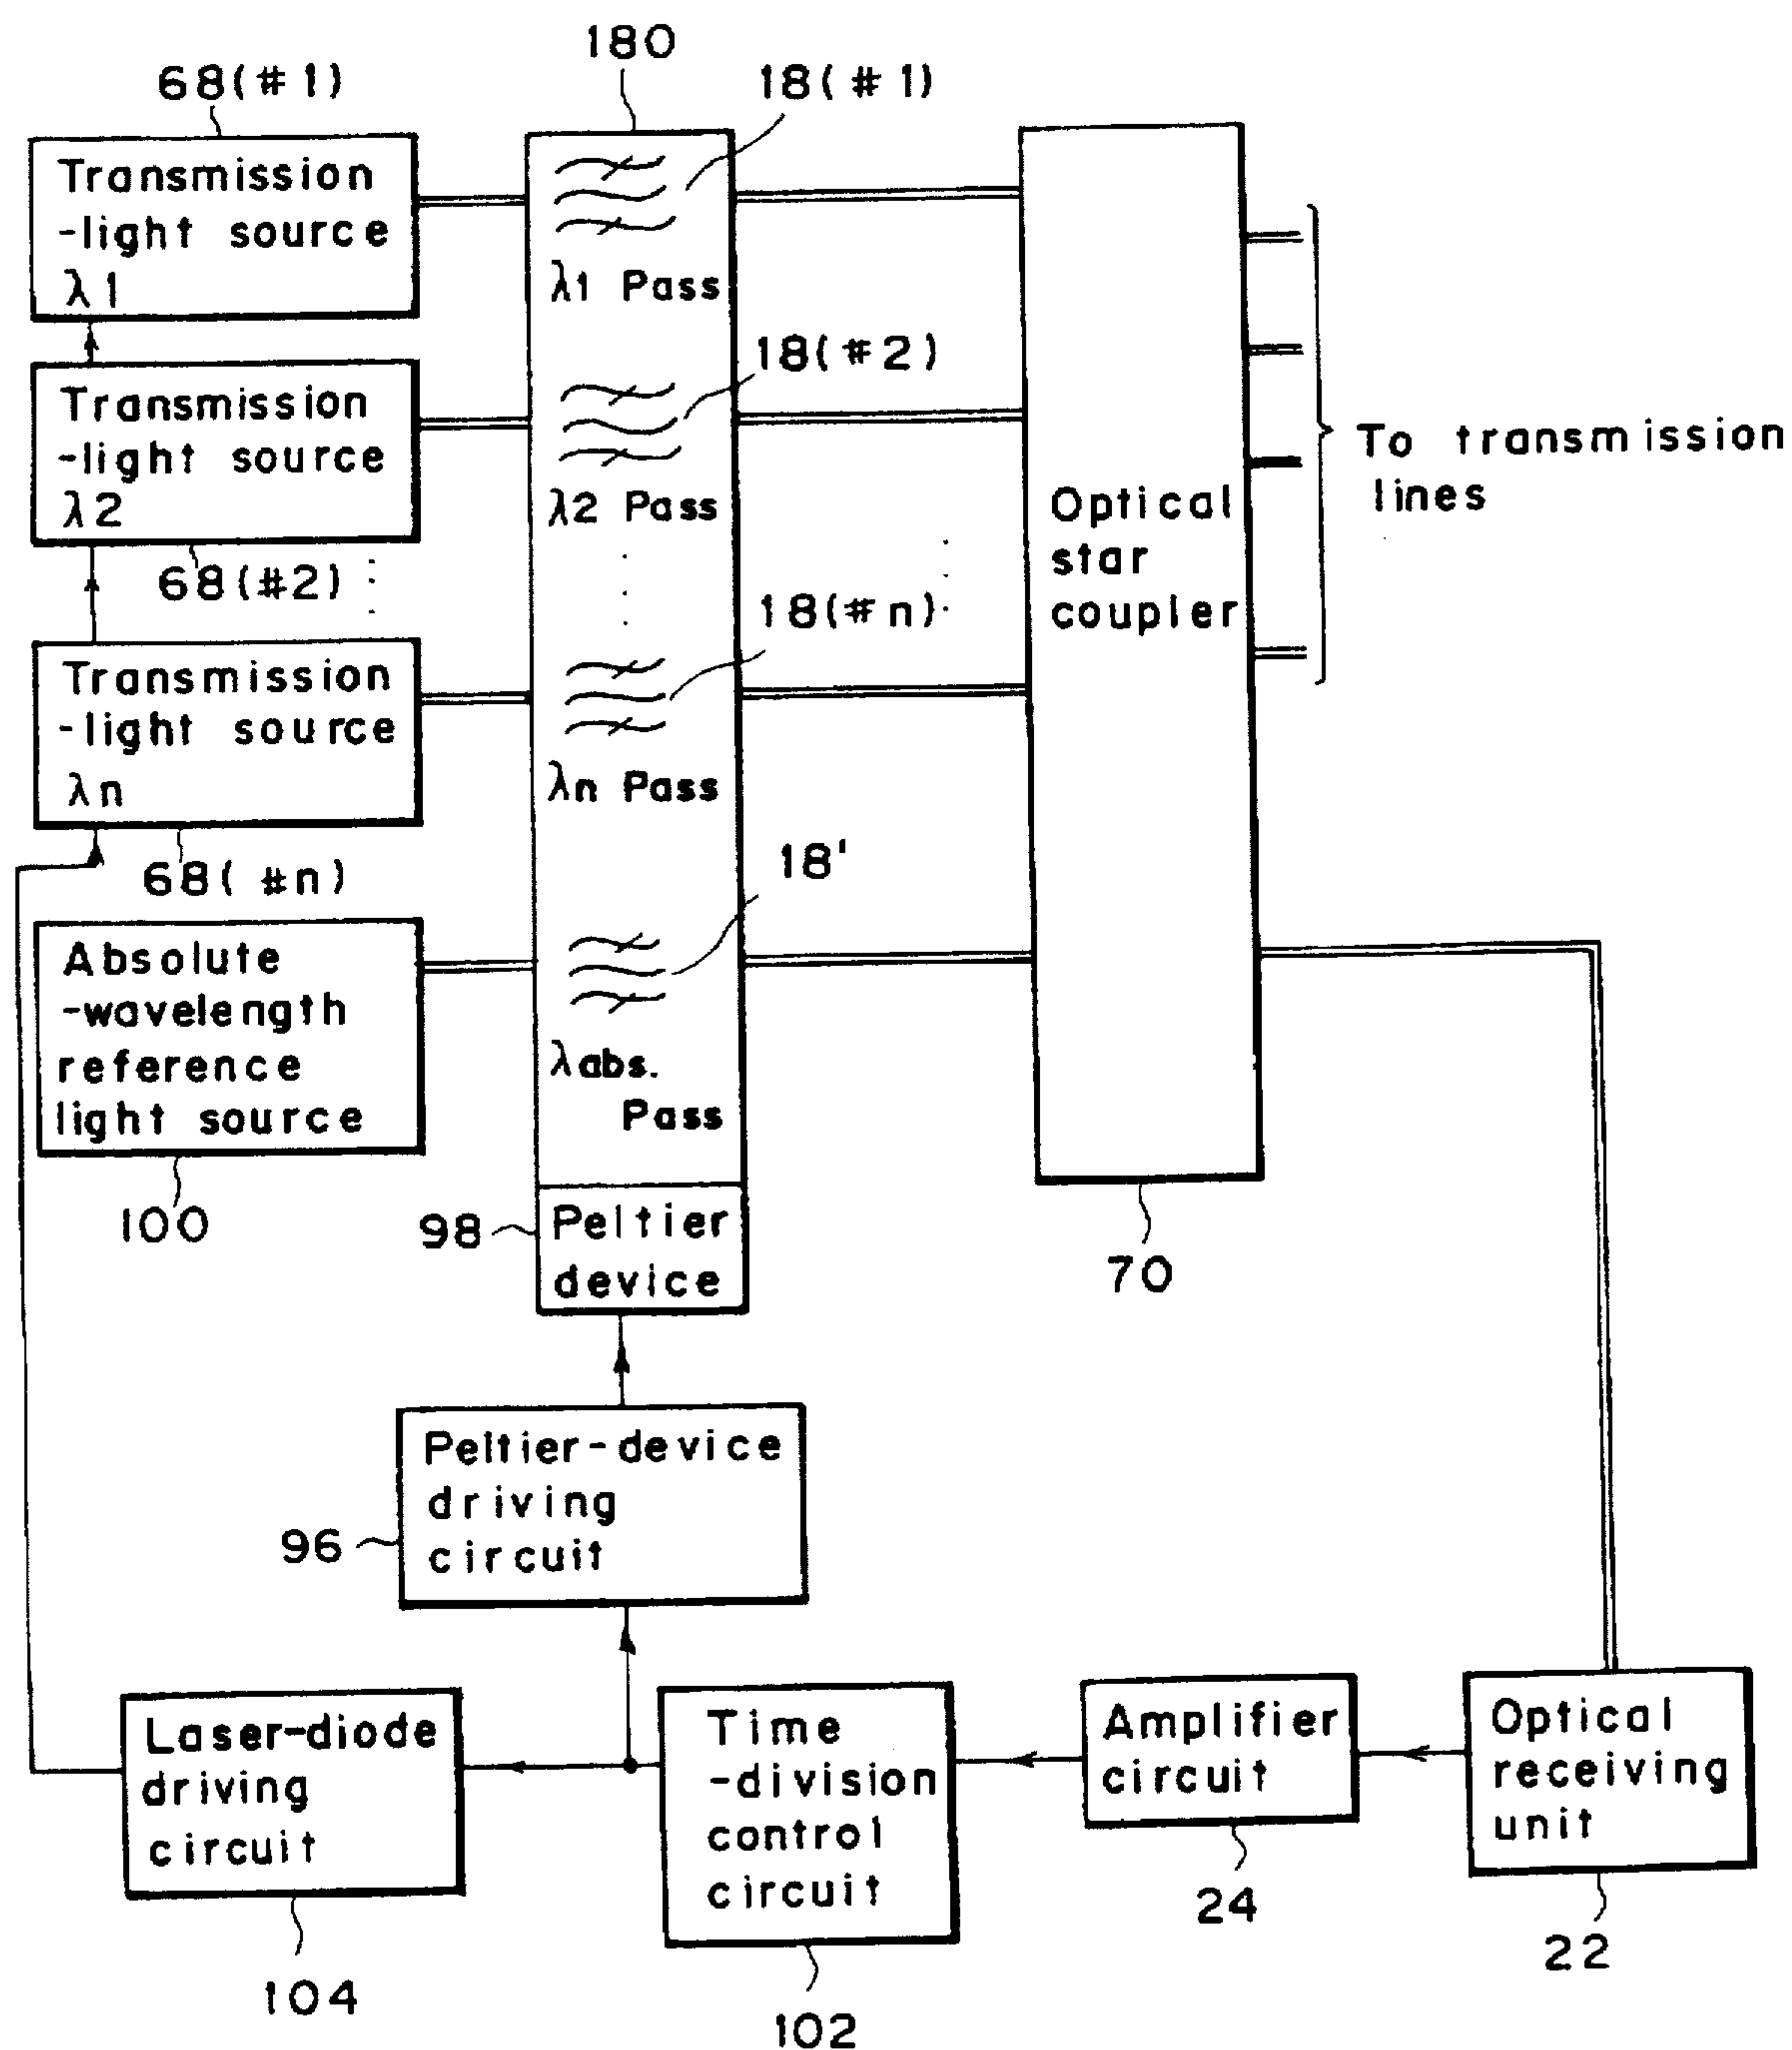 180
68(#1)
18(#1)
Transmission
-light source
λ1
λ1 Pass
18(#2)
Transmission
-light source
λ2
λ2 Pass
68(#2)
To transmission
lines
Optical
star
coupler
18(#n)
Transmission
-light source
λn
λn Pass
68(#n)
18'
Absolute
-wavelength
reference
light source
λabs.
Pass
100
98
Peltier
device
70
Peltier-device
driving
circuit
96
Laser-diode
driving
circuit
Time
-division
control
circuit
Amplifier
circuit
Optical
receiving
unit
24
22
104
102